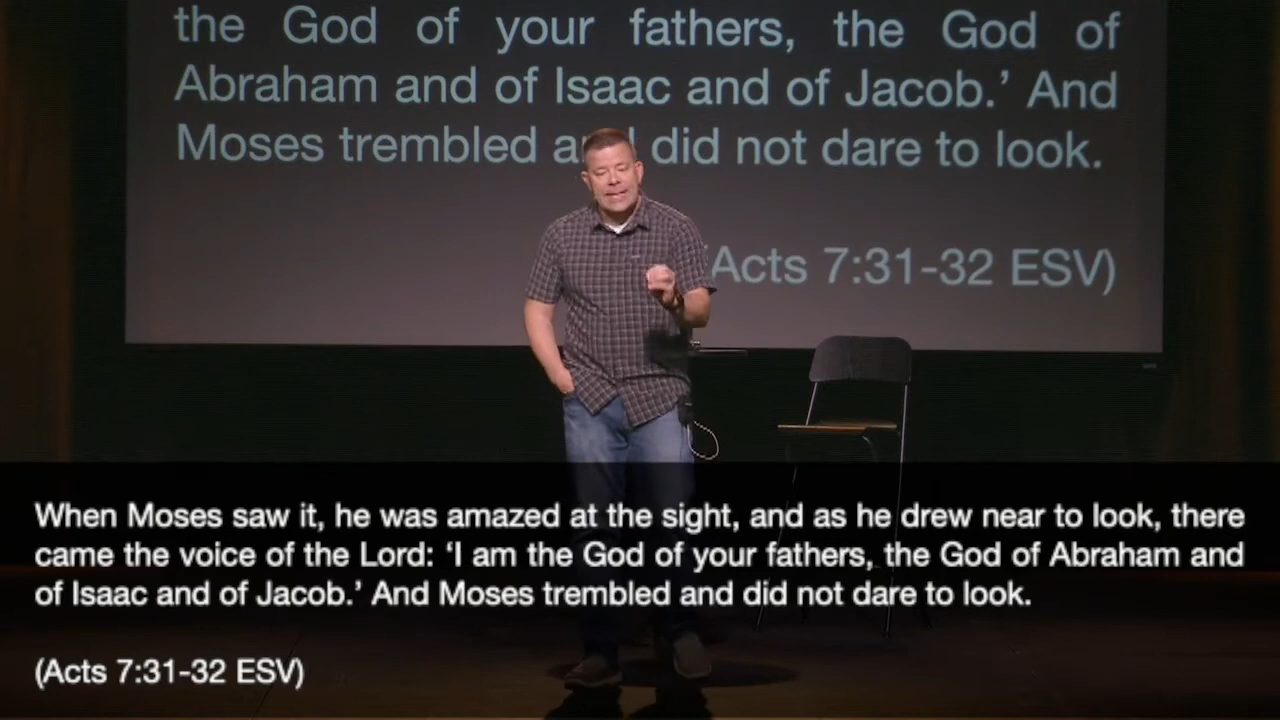 the God of your fathers, the God of
Abraham and of Isaac and of Jacob.’ And
Moses trembled and did not dare to look.
(Acts 7:31-32 ESV)
When Moses saw it, he was amazed at the sight, and as he drew near to look, there
came the voice of the Lord: ‘I am the God of your fathers, the God of Abraham and
of Isaac and of Jacob.’ And Moses trembled and did not dare to look.
(Acts 7:31-32 ESV)